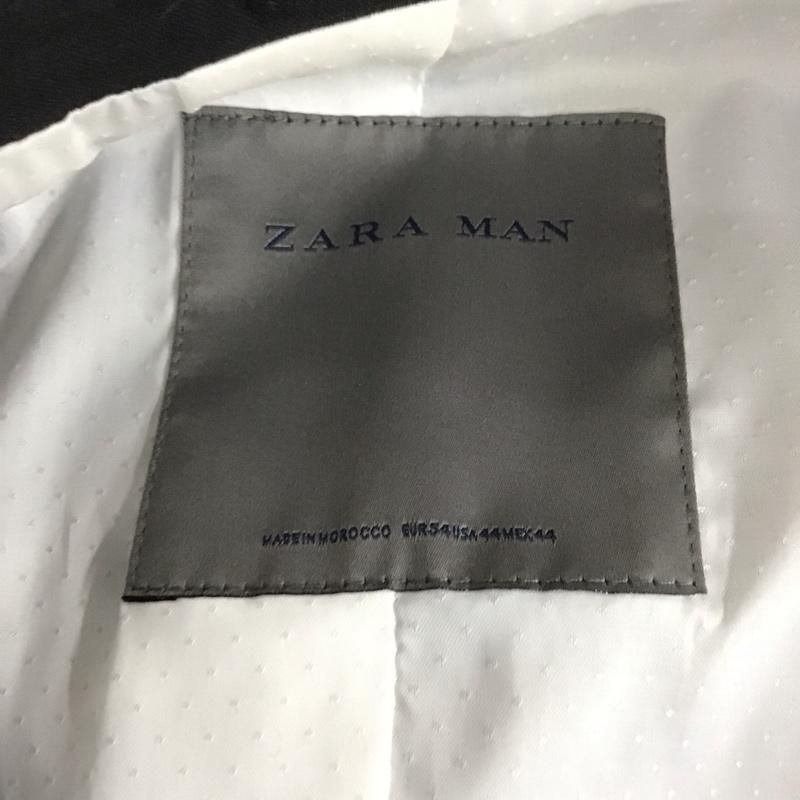 ZARA MAN
MADE IN MOROCCO EUR 54 USA 44 MEX 44